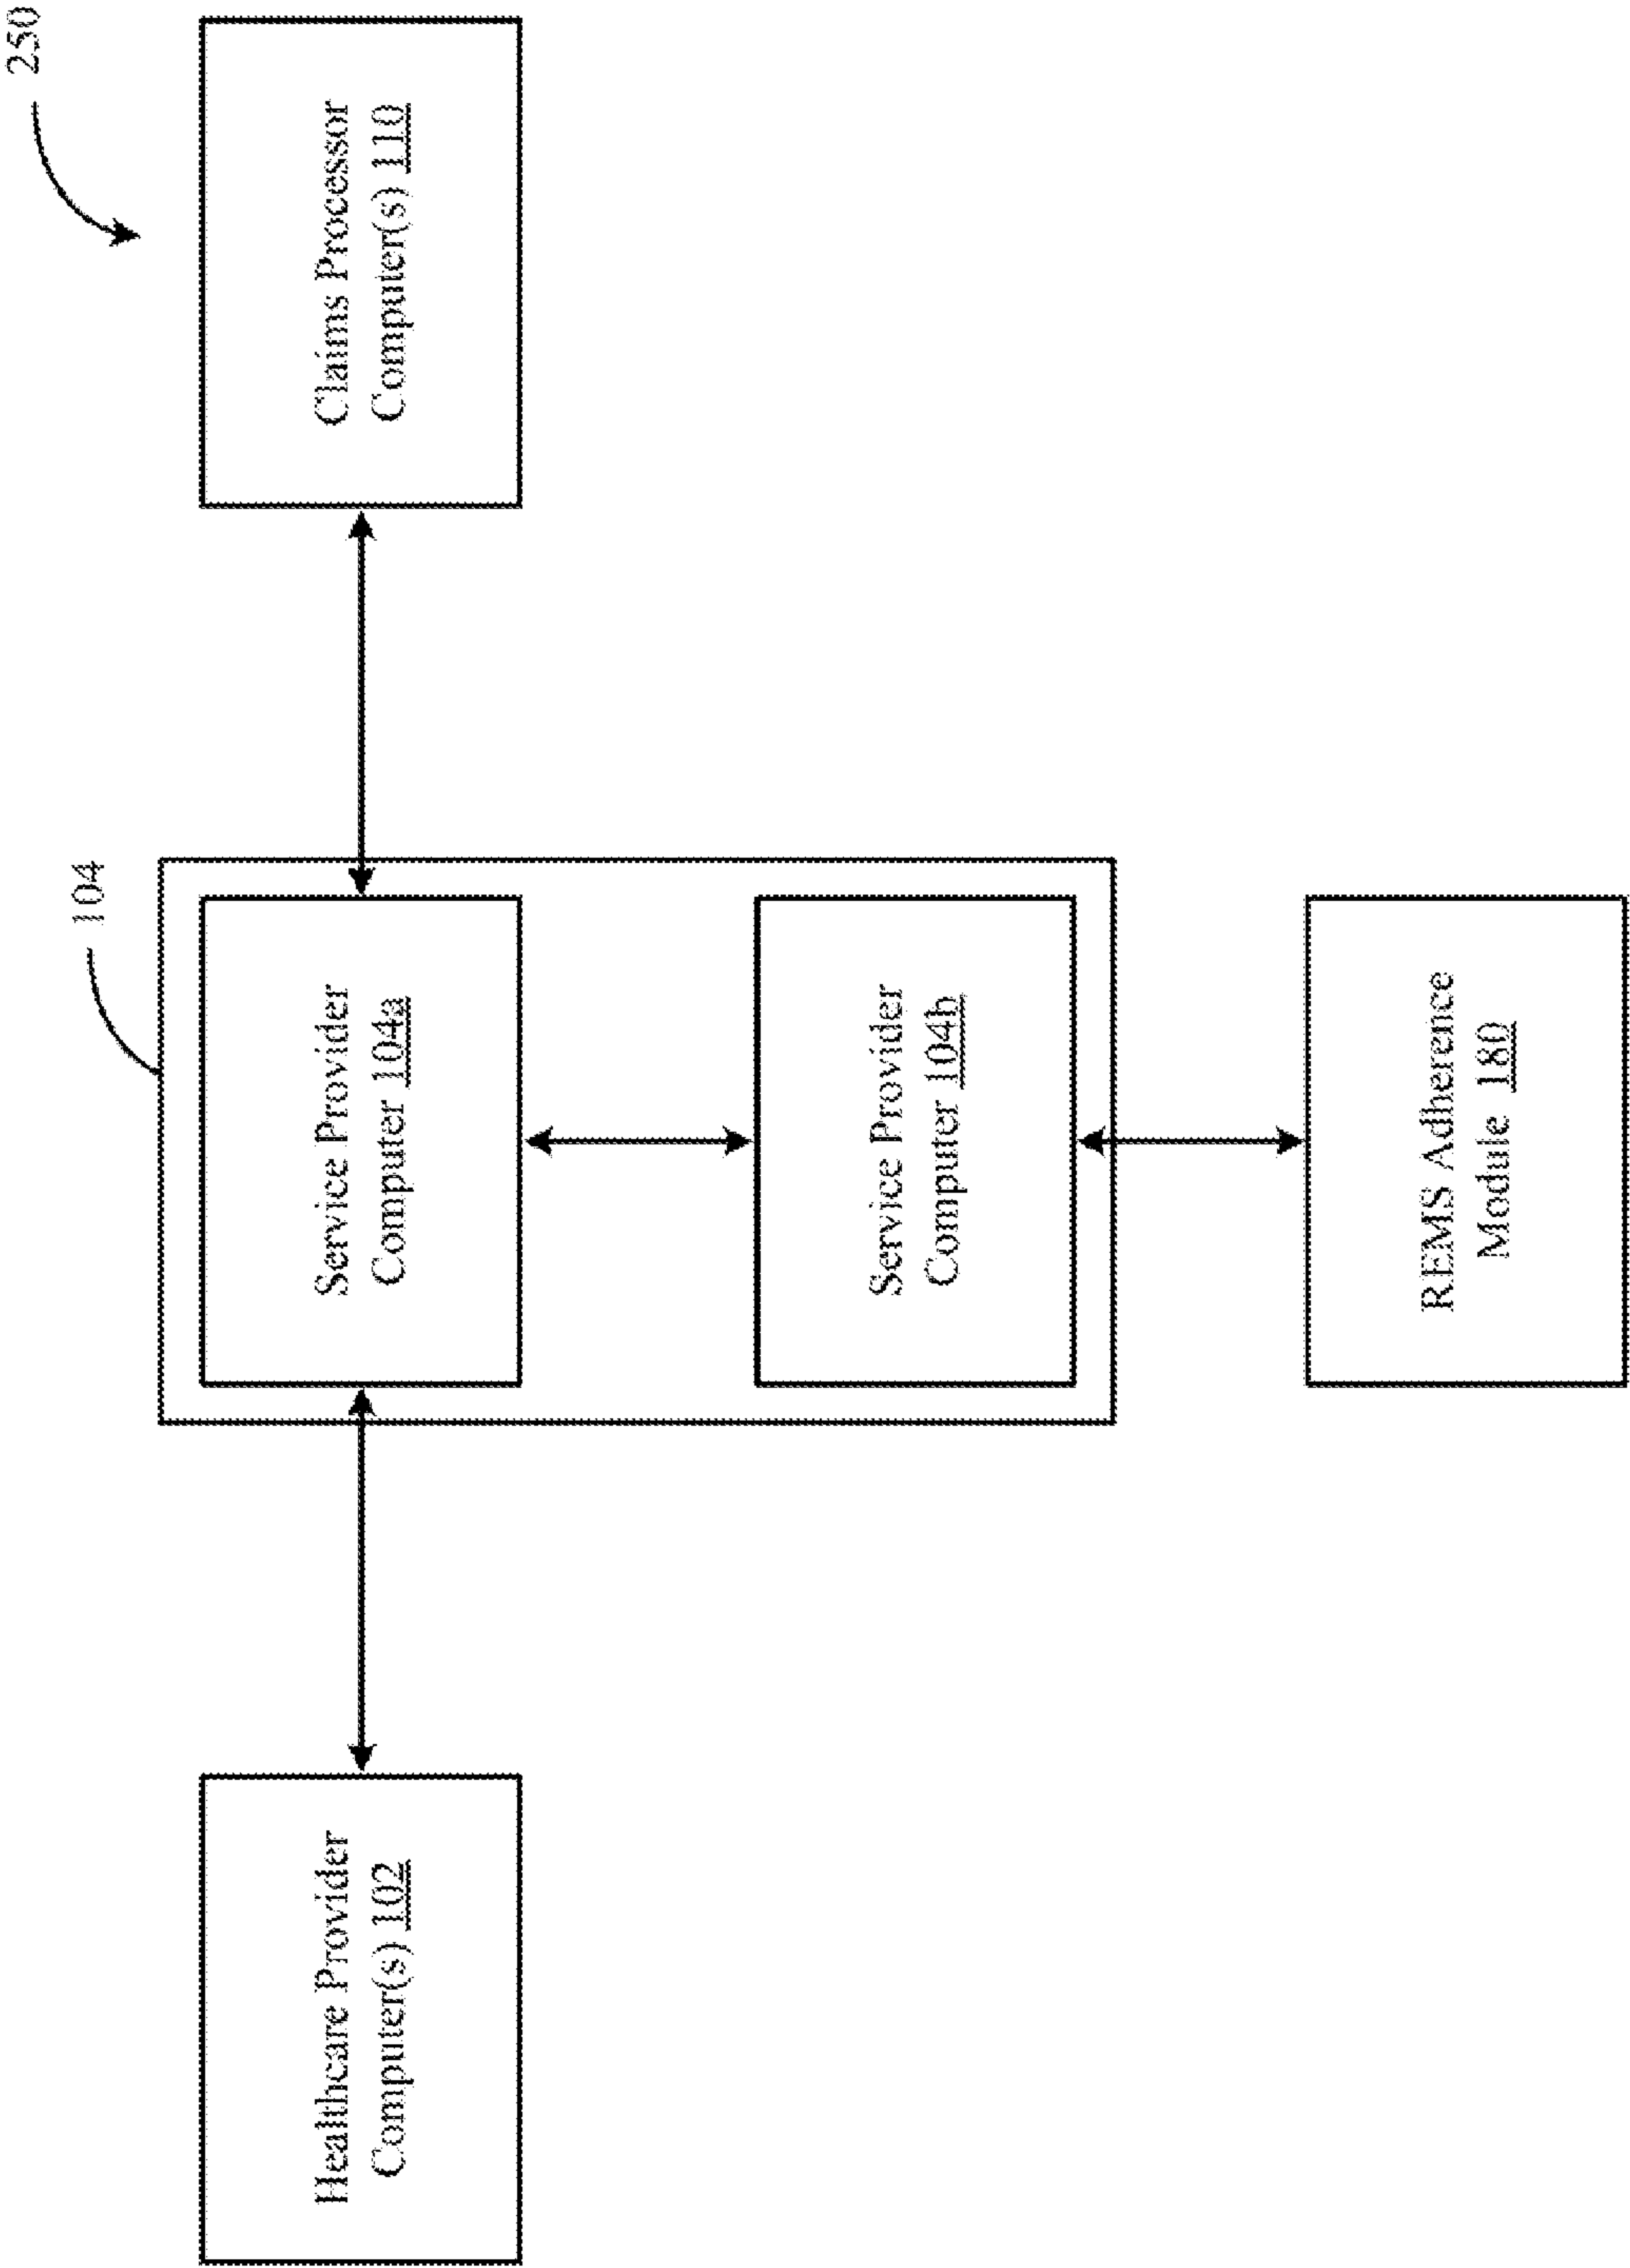 250
104
Healthcare Provider
Computer(s) 102
Service Provider
Computer 104a
Claims Processor
Computer(s) 110
Service Provider
Computer 104b
REMS Adherence
Module 180